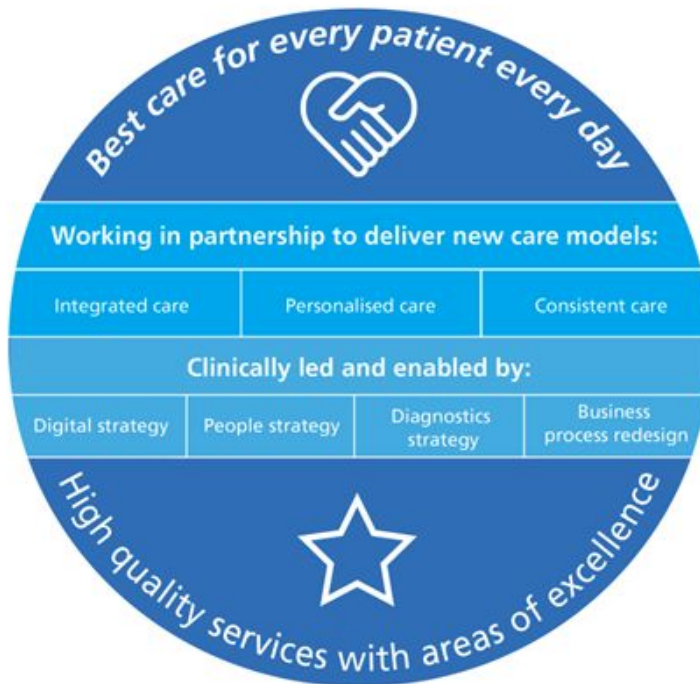 Best care for every patient every day
Working in partnership to deliver new care models:
Integrated care
Personalised care
Consistent care
Clinically led and enabled by:
Digital strategy
People strategy
Diagnostics
strategy
Business
process redesign
High quality services with areas of excellence